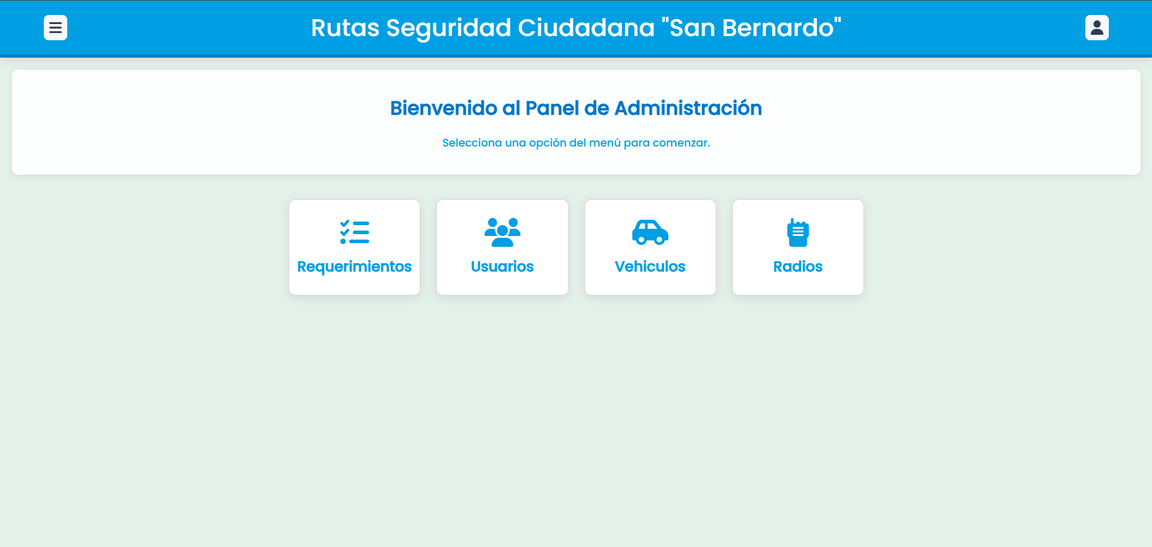 Rutas Seguridad Ciudadana "San Bernardo"
Bienvenido al Panel de Administración
Selecciona una opción del menú para comenzar.
Requerimientos
Usuarios
Vehiculos
Radios